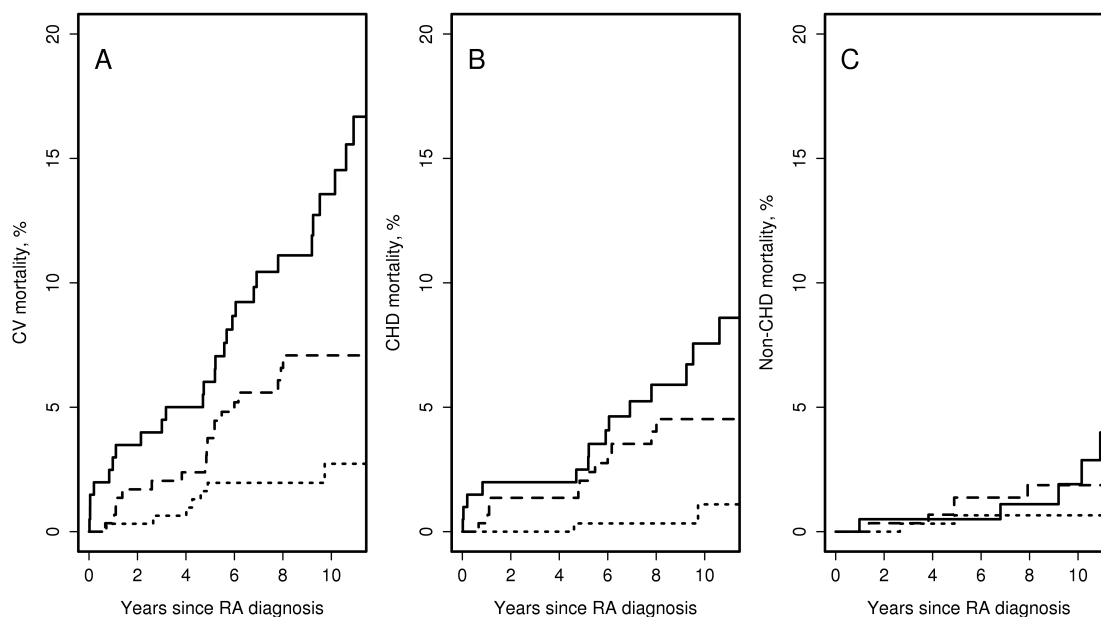 A
CV mortality, %
20
15
10
5
0
0 2 4 6 8 10
Years since RA diagnosis
B
CHD mortality, %
20
15
10
5
0
0 2 4 6 8 10
Years since RA diagnosis
C
Non-CHD mortality, %
20
15
10
5
0
0 2 4 6 8 10
Years since RA diagnosis